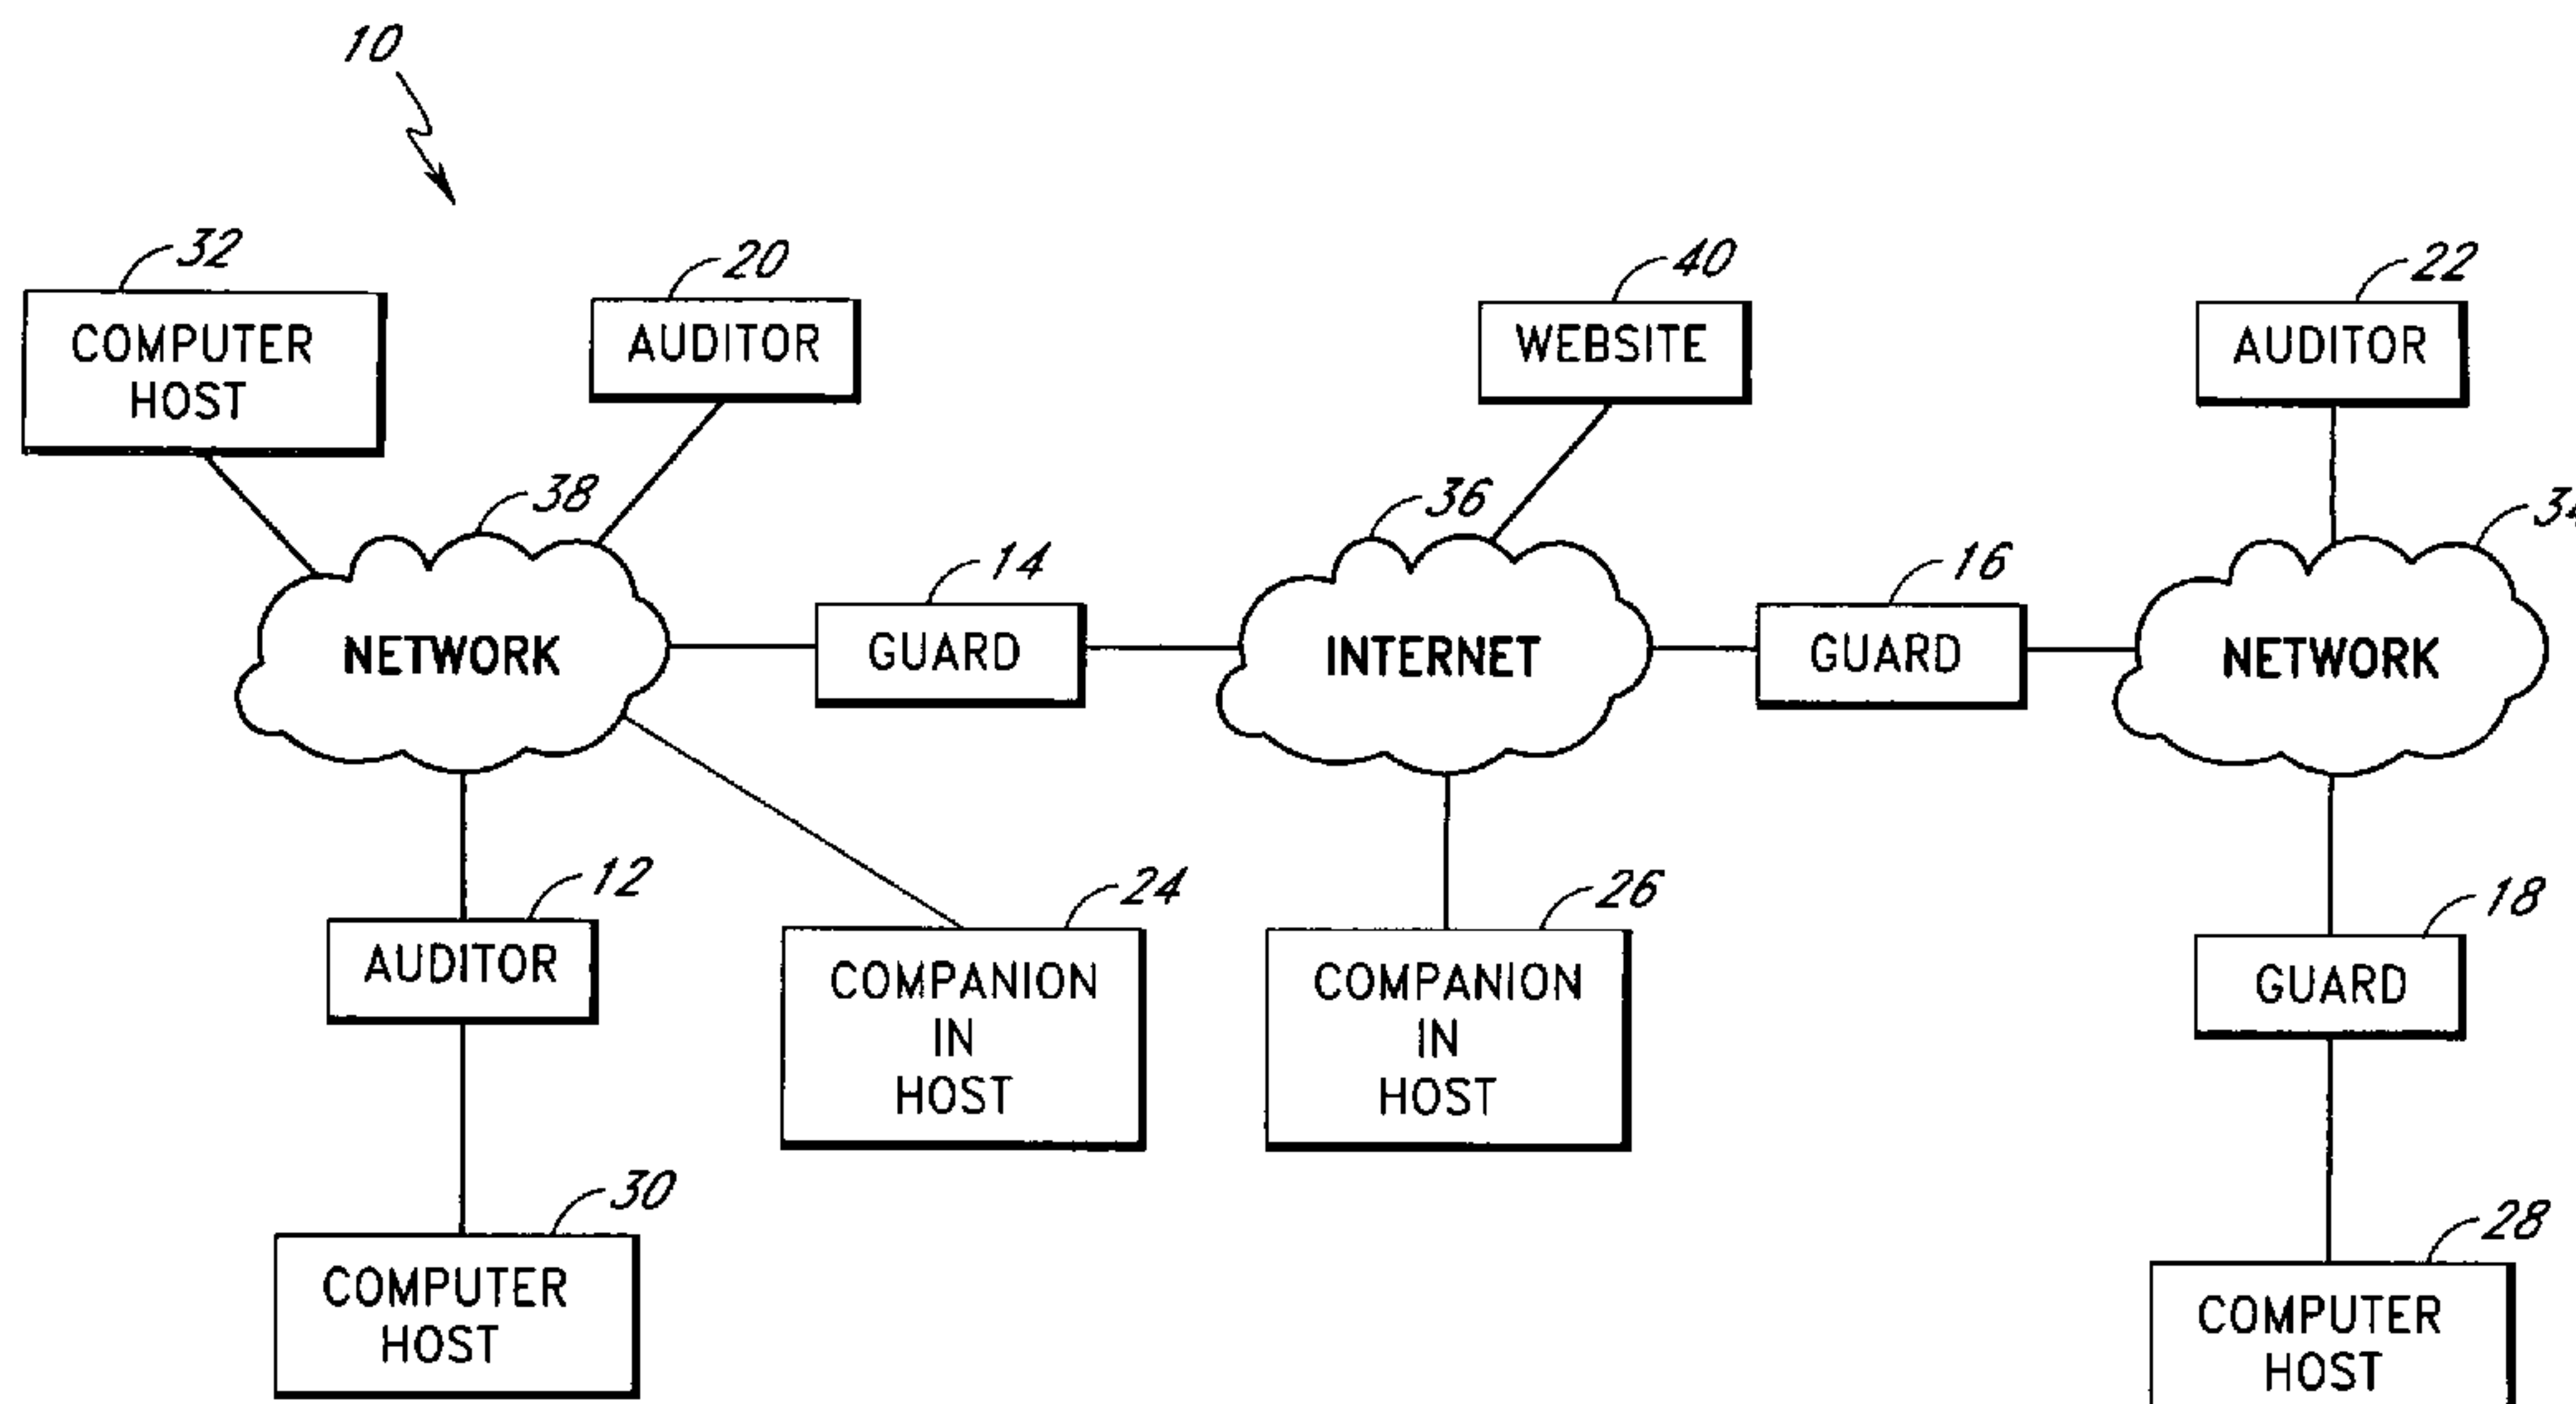 10
32
COMPUTER
HOST
20
AUDITOR
40
WEBSITE
22
AUDITOR
38
NETWORK
14
GUARD
36
INTERNET
16
GUARD
NETWORK
12
AUDITOR
24
COMPANION
IN
HOST
26
COMPANION
IN
HOST
18
GUARD
30
COMPUTER
HOST
28
COMPUTER
HOST